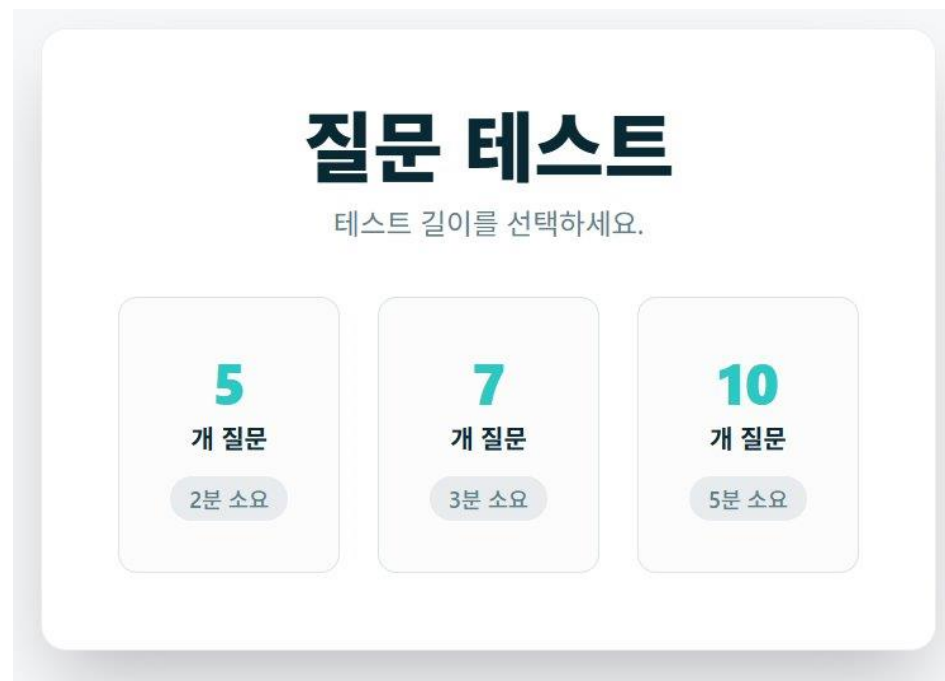 질문 테스트
테스트 길이를 선택하세요.
5
개 질문
2분 소요
7
개 질문
3분 소요
10
개 질문
5분 소요